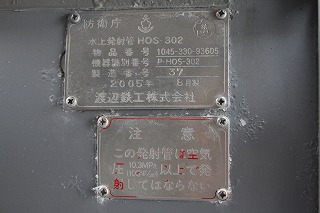 防衛庁
水上発射管 HOS-302
物品番号 1045-330-93605
機器識別番号 P-HOS-302
製造番号 37
2005年 8月製
渡辺鉄工株式会社
注意
この発射管は空気
圧 10.3MPa 以上で発
射してはならない